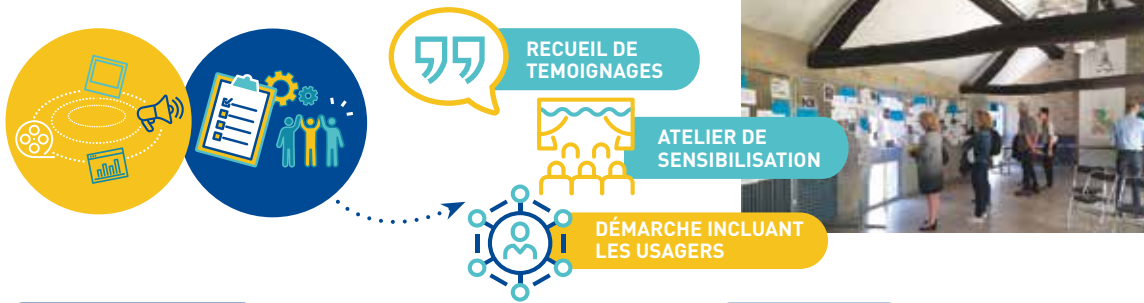 RECUEIL DE
TEMOIGNAGES
ATELIER DE
SENSIBILISATION
DÉMARCHE INCLUANT
LES USAGERS